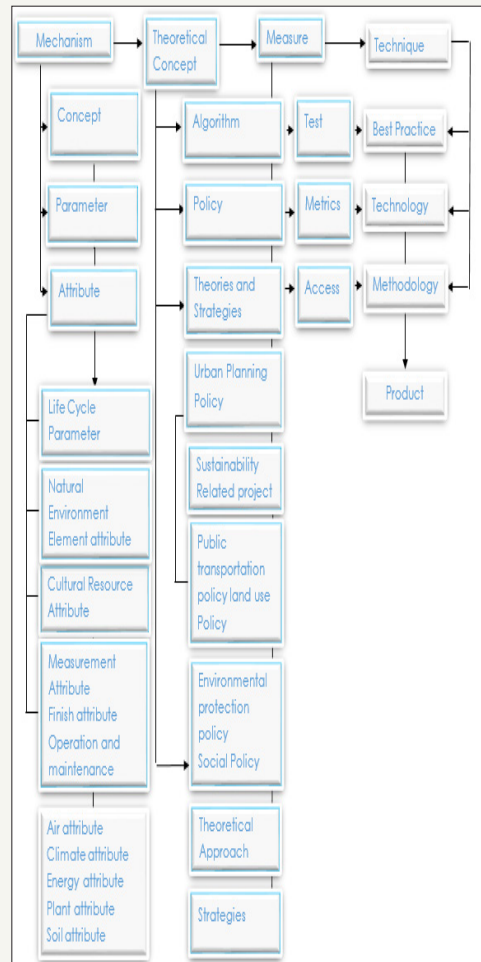 Mechanism
Theoretical
Concept
Measure
Technique
Concept
Algorithm
Test
Best Practice
Parameter
Policy
Metrics
Technology
Attribute
Theories and
Strategies
Access
Methodology
Urban Planning
Policy
Product
Life Cycle
Parameter
Sustainability
Related project
Natural
Environment
Element attribute
Public
transportation
policy land use
Policy
Cultural Resource
Attribute
Measurement
Attribute
Finish attribute
Operation and
maintenance
Environmental
protection
policy
Social Policy
Air attribute
Climate attribute
Energy attribute
Plant attribute
Soil attribute
Theoretical
Approach
Strategies